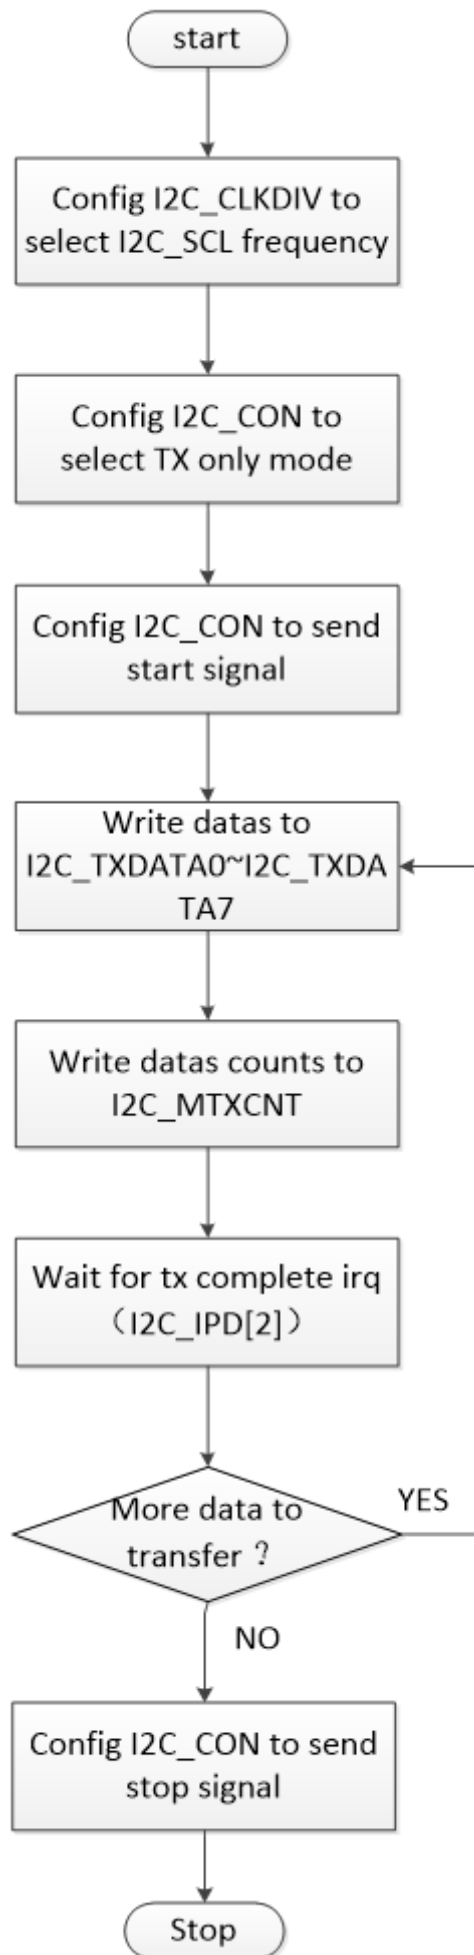 start
Config I2C_CLKDIV to
select I2C_SCL frequency
Config I2C_CON to
select TX only mode
Config I2C_CON to send
start signal
Write datas to
I2C_TXDATA0~I2C_TXDA
TA7
Write datas counts to
I2C_MTXCNT
Wait for tx complete irq
（I2C_IPD[2]）
More data to
transfer ？
YES
NO
Config I2C_CON to send
stop signal
Stop